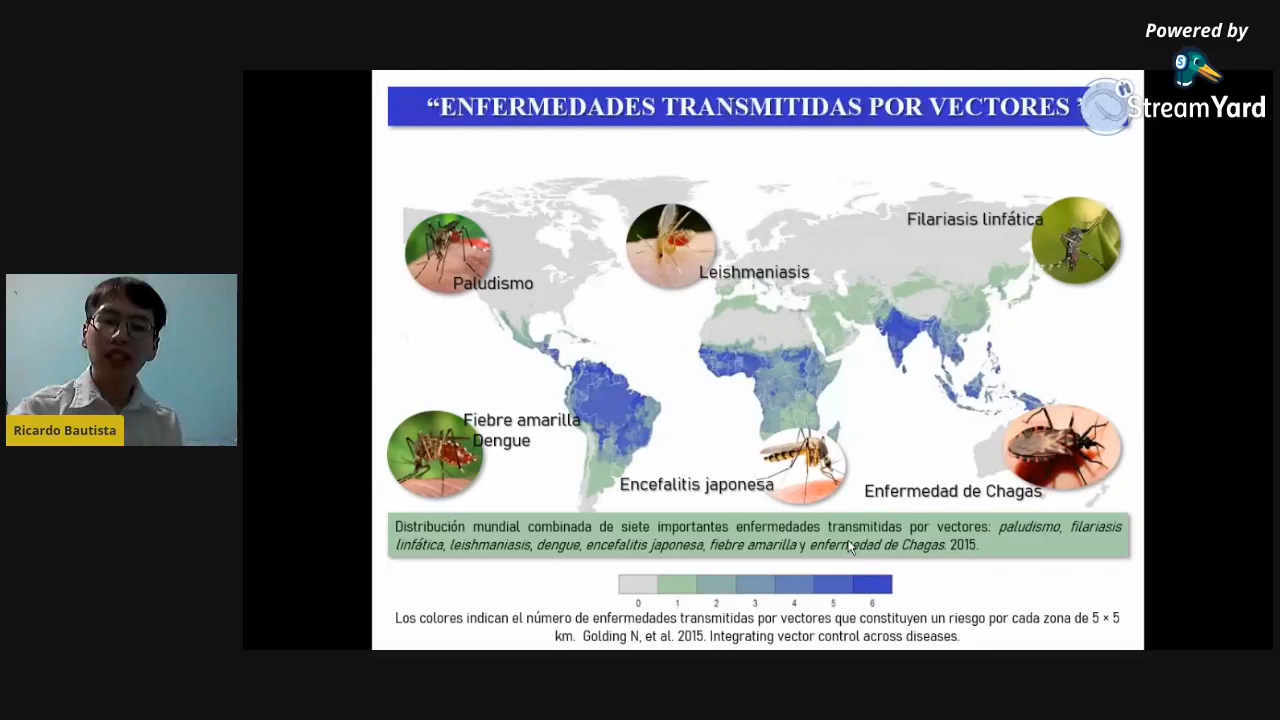 Powered by
StreamYard
“ENFERMEDADES TRANSMITIDAS POR VECTORES ”
Filariasis linfática
Leishmaniasis
Paludismo
Fiebre amarilla
Dengue
Encefalitis japonesa
Enfermedad de Chagas
Ricardo Bautista
Distribución mundial combinada de siete importantes enfermedades transmitidas por vectores: paludismo, filariasis
linfática, leishmaniasis, dengue, encefalitis japonesa, fiebre amarilla y enfermedad de Chagas. 2015.
0 1 2 3 4 5 6
Los colores indican el número de enfermedades transmitidas por vectores que constituyen un riesgo por cada zona de 5 × 5
km. Golding N, et al. 2015. Integrating vector control across diseases.